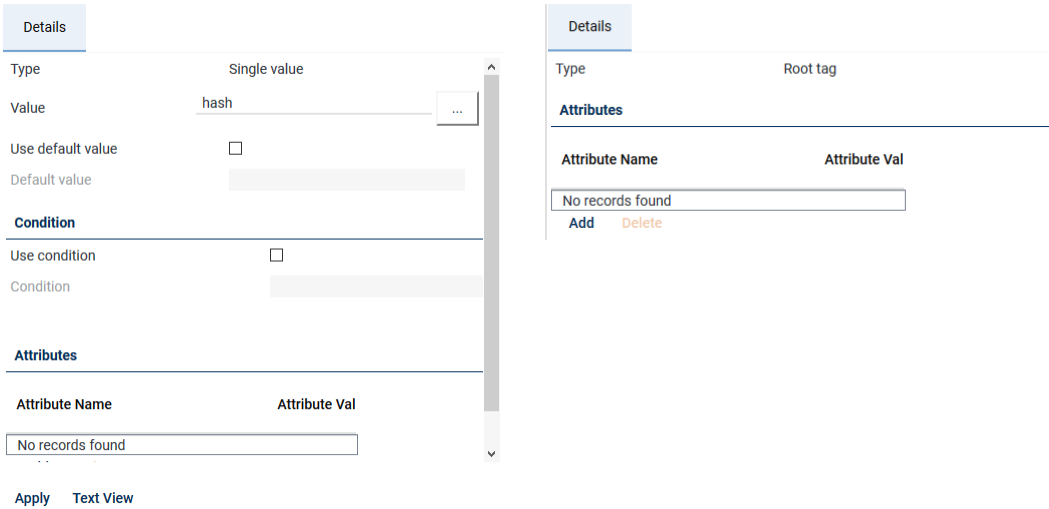 Details
Type Single value
Value hash ...
Use default value
Default value
Condition
Use condition
Condition
Attributes
Attribute Name Attribute Val
No records found
Apply Text View
Details
Type Root tag
Attributes
Attribute Name Attribute Val
No records found
Add Delete